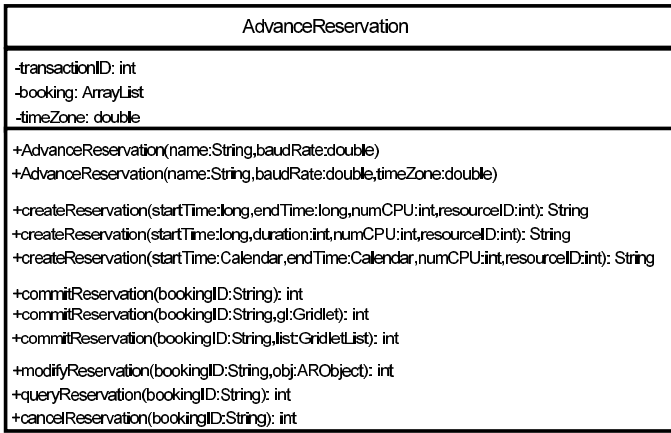 AdvanceReservation
-transactionID: int
-booking: ArrayList
-timeZone: double
+AdvanceReservation(name:String,baudRate:double)
+AdvanceReservation(name:String,baudRate:double,timeZone:double)
+createReservation(startTime:long,endTime:long,numCPU:int,resourceID:int): String
+createReservation(startTime:long,duration:int,numCPU:int,resourceID:int): String
+createReservation(startTime:Calendar,endTime:Calendar,numCPU:int,resourceID:int): String
+commitReservation(bookingID:String): int
+commitReservation(bookingID:String,gl:Gridlet): int
+commitReservation(bookingID:String,list:GridletList): int
+modifyReservation(bookingID:String,obj:ARObject): int
+queryReservation(bookingID:String): int
+cancelReservation(bookingID:String): int